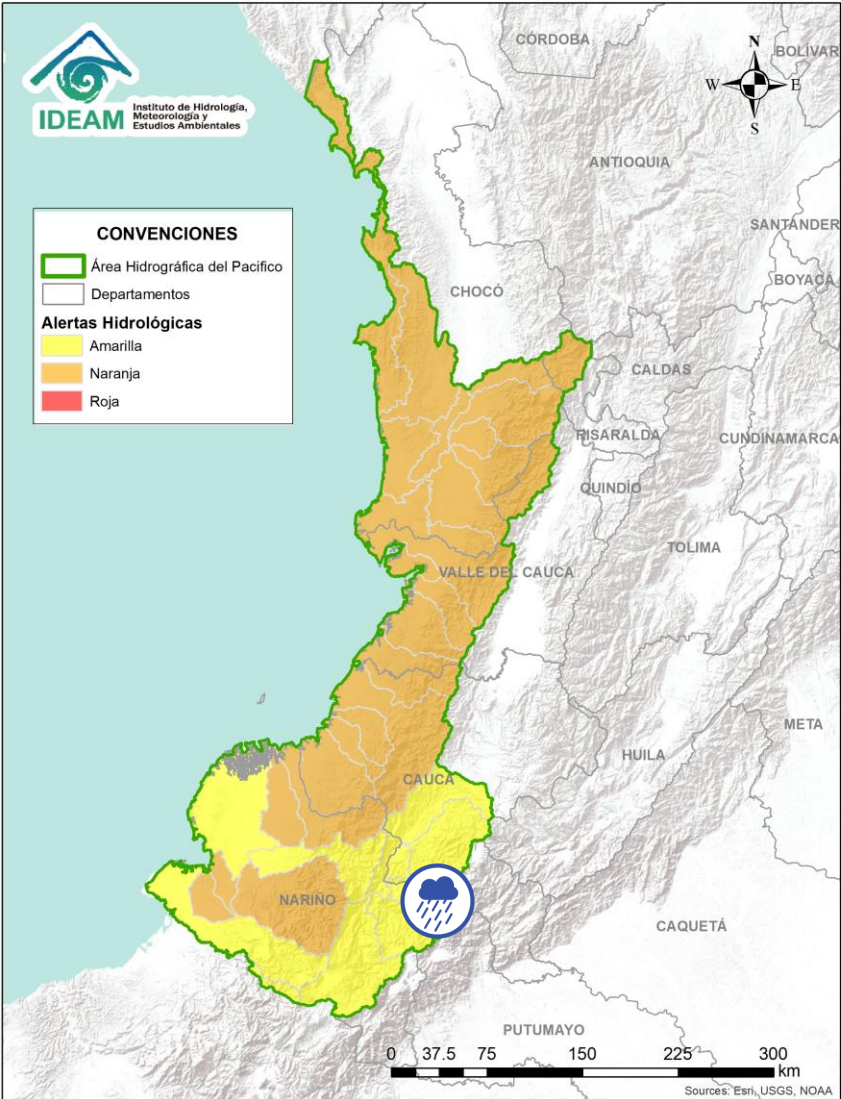 IDEAM
Instituto de Hidrología,
Meteorología y
Estudios Ambientales
N
W
E
S
CONVENCIONES
Área Hidrográfica del Pacifico
Departamentos
Alertas Hidrológicas
Amarilla
Naranja
Roja
CÓRDOBA
BOLÍVAR
ANTIOQUIA
SANTANDER
BOYACÁ
CHOCÓ
CALDAS
RISARALDA
CUNDINAMARCA
QUINDÍO
TOLIMA
VALLE DEL CAUCA
META
HUILA
CAUCA
NARIÑO
CAQUETÁ
PUTUMAYO
0 37.5 75 150 225 300
km
Sources: Esri, USGS, NOAA